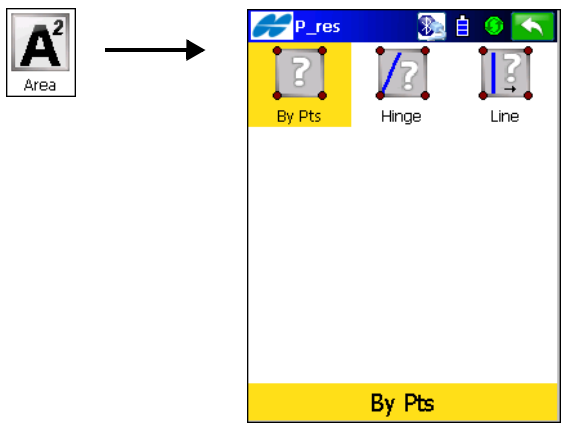 A²
Area
P_res
? ? ?
By Pts Hinge Line
By Pts